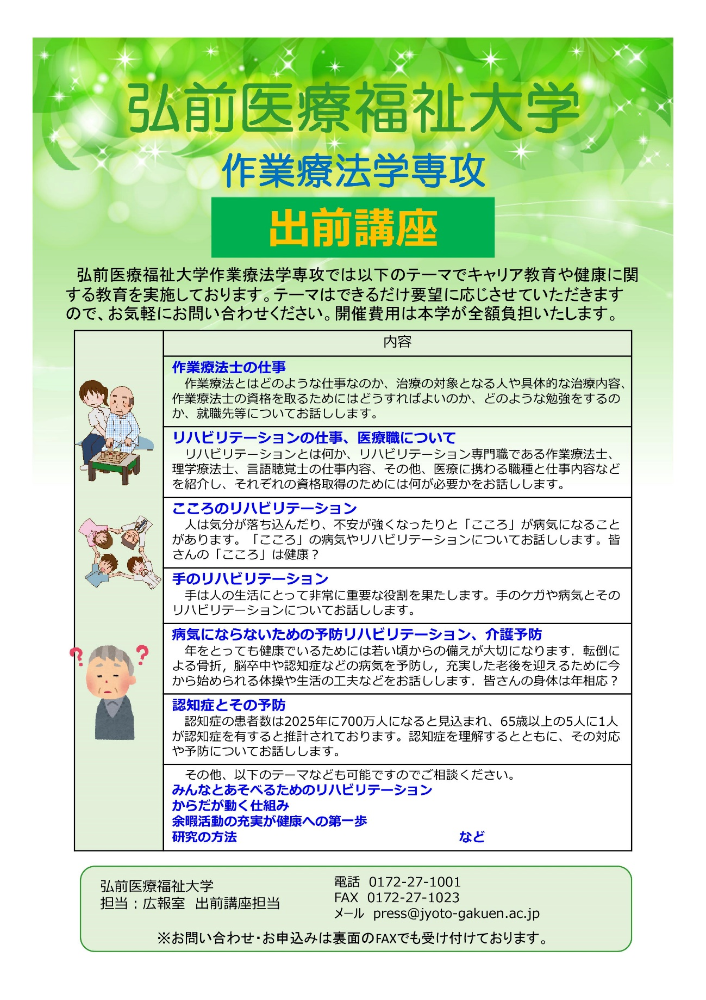 弘前医療福祉大学
作業療法学専攻
出前講座
弘前医療福祉大学作業療法学専攻では以下のテーマでキャリア教育や健康に関
する教育を実施しております。テーマはできるだけ要望に応じさせていただきます
ので、お気軽にお問い合わせください。開催費用は本学が全額負担いたします。
内容
作業療法士の仕事
作業療法とはどのような仕事なのか、治療の対象となる人や具体的な治療内容、
作業療法士の資格を取るためにはどうすればよいのか、どのような勉強をするの
か、就職先等についてお話しします。
リハビリテーションの仕事、医療職について
リハビリテーションとは何か、リハビリテーション専門職である作業療法士、
理学療法士、言語聴覚士の仕事内容、その他、医療に携わる職種と仕事内容など
を紹介し、それぞれの資格取得のためには何が必要かをお話しします。
こころのリハビリテーション
人は気分が落ち込んだり、不安が強くなったりと「こころ」が病気になること
があります。「こころ」の病気やリハビリテーションについてお話しします。皆
さんの「こころ」は健康？
手のリハビリテーション
手は人の生活にとって非常に重要な役割を果たします。手のケガや病気とその
リハビリテーションについてお話しします。
病気にならないための予防リハビリテーション、介護予防
年をとっても健康でいるためには若い頃からの備えが大切になります．転倒に
よる骨折，脳卒中や認知症などの病気を予防し，充実した老後を迎えるために今
から始められる体操や生活の工夫などをお話しします．皆さんの身体は年相応？
認知症とその予防
認知症の患者数は2025年に700万人になると見込まれ、65歳以上の5人に1人
が認知症を有すると推計されております。認知症を理解するとともに、その対応
や予防についてお話しします。
その他、以下のテーマなども可能ですのでご相談ください。
みんなとあそべるためのリハビリテーション
からだが動く仕組み
余暇活動の充実が健康への第一歩
研究の方法 など
弘前医療福祉大学
担当：広報室 出前講座担当
電話 0172-27-1001
FAX 0172-27-1023
メール press@jyoto-gakuen.ac.jp
※お問い合わせ・お申込みは裏面のFAXでも受け付けております。